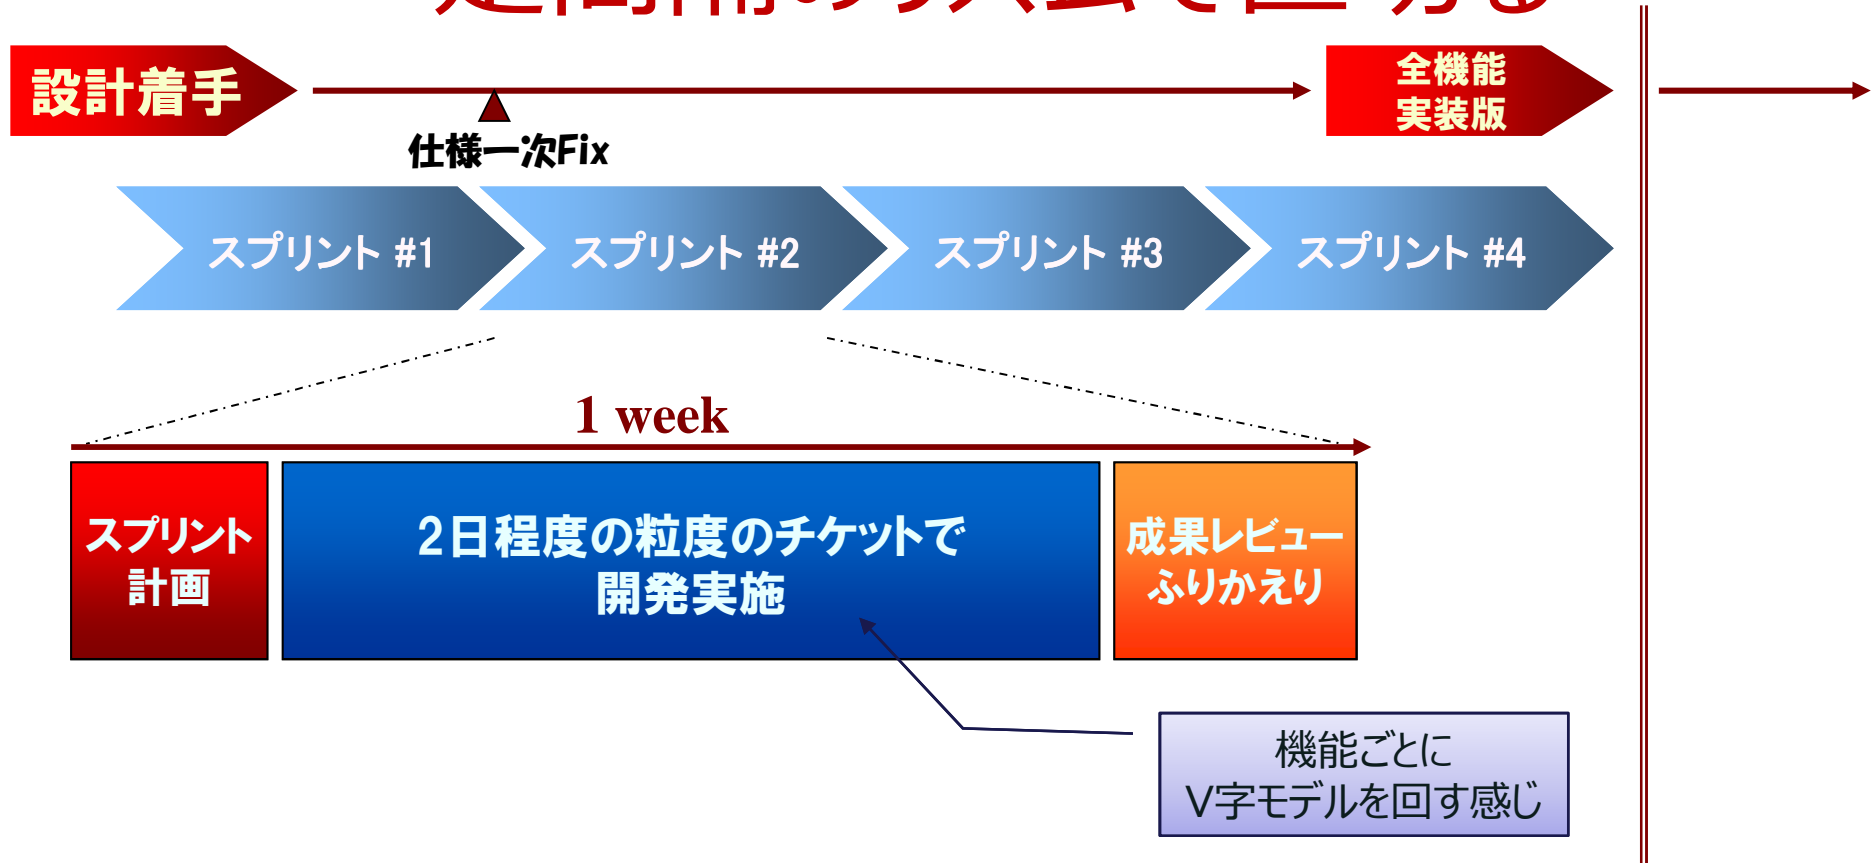 設計着手
全機能
実装版
仕様一次Fix
スプリント #1
スプリント #2
スプリント #3
スプリント #4
1 week
スプリント
計画
2日程度の粒度のチケットで
開発実施
成果レビュー
ふりかえり
機能ごとに
V字モデルを回す感じ